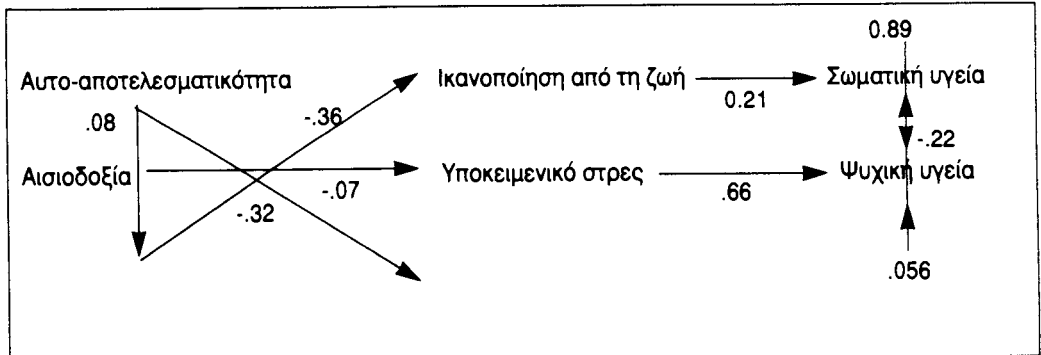 0.89
Αυτο-αποτελεσματικότητα
Ικανοποίηση από τη ζωή
0.21
Σωματική υγεία
.08
-.36
-.22
Αισιοδοξία
-.07
Υποκειμενικό στρες
.66
Ψυχική υγεία
-.32
.056